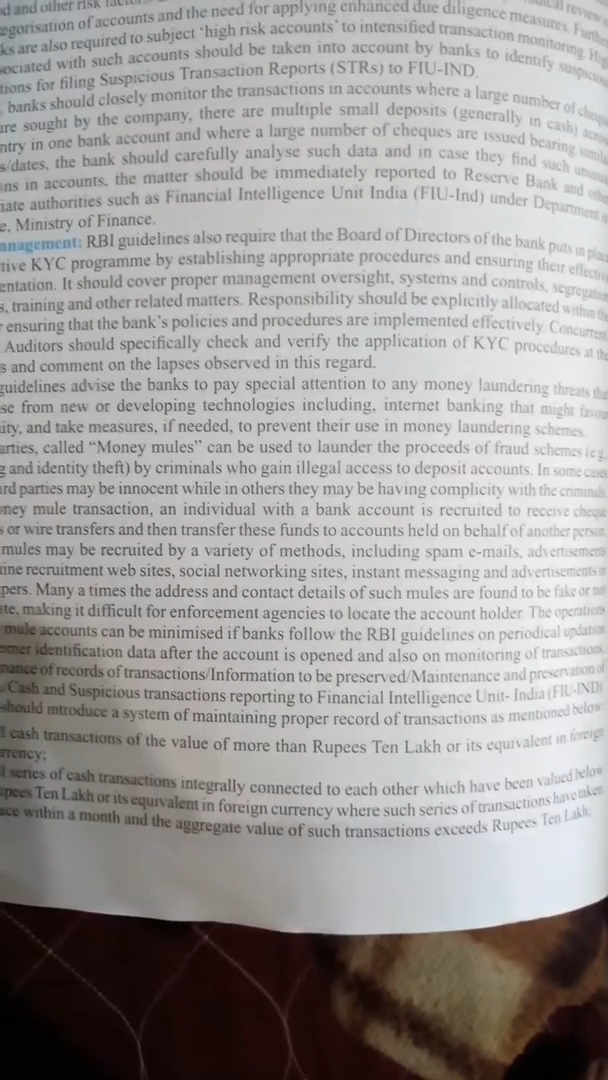 d and other risk
egorisation of accounts and the need for applying enhanced due diligence measures. Furthe
ks are also required to subject 'high risk accounts' to intensified transaction monitoring. Hig
ociated with such accounts should be taken into account by banks to identify suspiciou
tions for filing Suspicious Transaction Reports (STRs) to FIU-IND.
banks should closely monitor the transactions in accounts where a large number of cheque
are sought by the company, there are multiple small deposits (generally in cash) acro
ntry in one bank account and where a large number of cheques are issued bearing simila
s/dates, the bank should carefully analyse such data and in case they find such unusu
ns in accounts, the matter should be immediately reported to Reserve Bank and othe
iate authorities such as Financial Intelligence Unit India (FIU-Ind) under Department o
e, Ministry of Finance.
anagement: RBI guidelines also require that the Board of Directors of the bank puts in plac
tive KYC programme by establishing appropriate procedures and ensuring their effectiv
entation. It should cover proper management oversight, systems and controls, segregation
s, training and other related matters. Responsibility should be explicitly allocated within the
r ensuring that the bank's policies and procedures are implemented effectively. Concurrent
Auditors should specifically check and verify the application of KYC procedures at the
s and comment on the lapses observed in this regard.
guidelines advise the banks to pay special attention to any money laundering threats tha
se from new or developing technologies including, internet banking that might favou
ity, and take measures, if needed, to prevent their use in money laundering schemes.
arties, called “Money mules” can be used to launder the proceeds of fraud schemes (e.g.
g and identity theft) by criminals who gain illegal access to deposit accounts. In some cases
ird parties may be innocent while in others they may be having complicity with the criminals.
oney mule transaction, an individual with a bank account is recruited to receive cheque
s or wire transfers and then transfer these funds to accounts held on behalf of another person
mules may be recruited by a variety of methods, including spam e-mails, advertisements
ine recruitment web sites, social networking sites, instant messaging and advertisements in
pers. Many a times the address and contact details of such mules are found to be fake or not
te, making it difficult for enforcement agencies to locate the account holder. The operations
mule accounts can be minimised if banks follow the RBI guidelines on periodical updation
omer identification data after the account is opened and also on monitoring of transactions.
nance of records of transactions/Information to be preserved/Maintenance and preservation of
Cash and Suspicious transactions reporting to Financial Intelligence Unit- India (FIU-IND)
should introduce a system of maintaining proper record of transactions as mentioned below
l cash transactions of the value of more than Rupees Ten Lakh or its equivalent in foreign
rrency;
l series of cash transactions integrally connected to each other which have been valued below
upees Ten Lakh or its equivalent in foreign currency where such series of transactions have taken
ace within a month and the aggregate value of such transactions exceeds Rupees Ten Lakh.